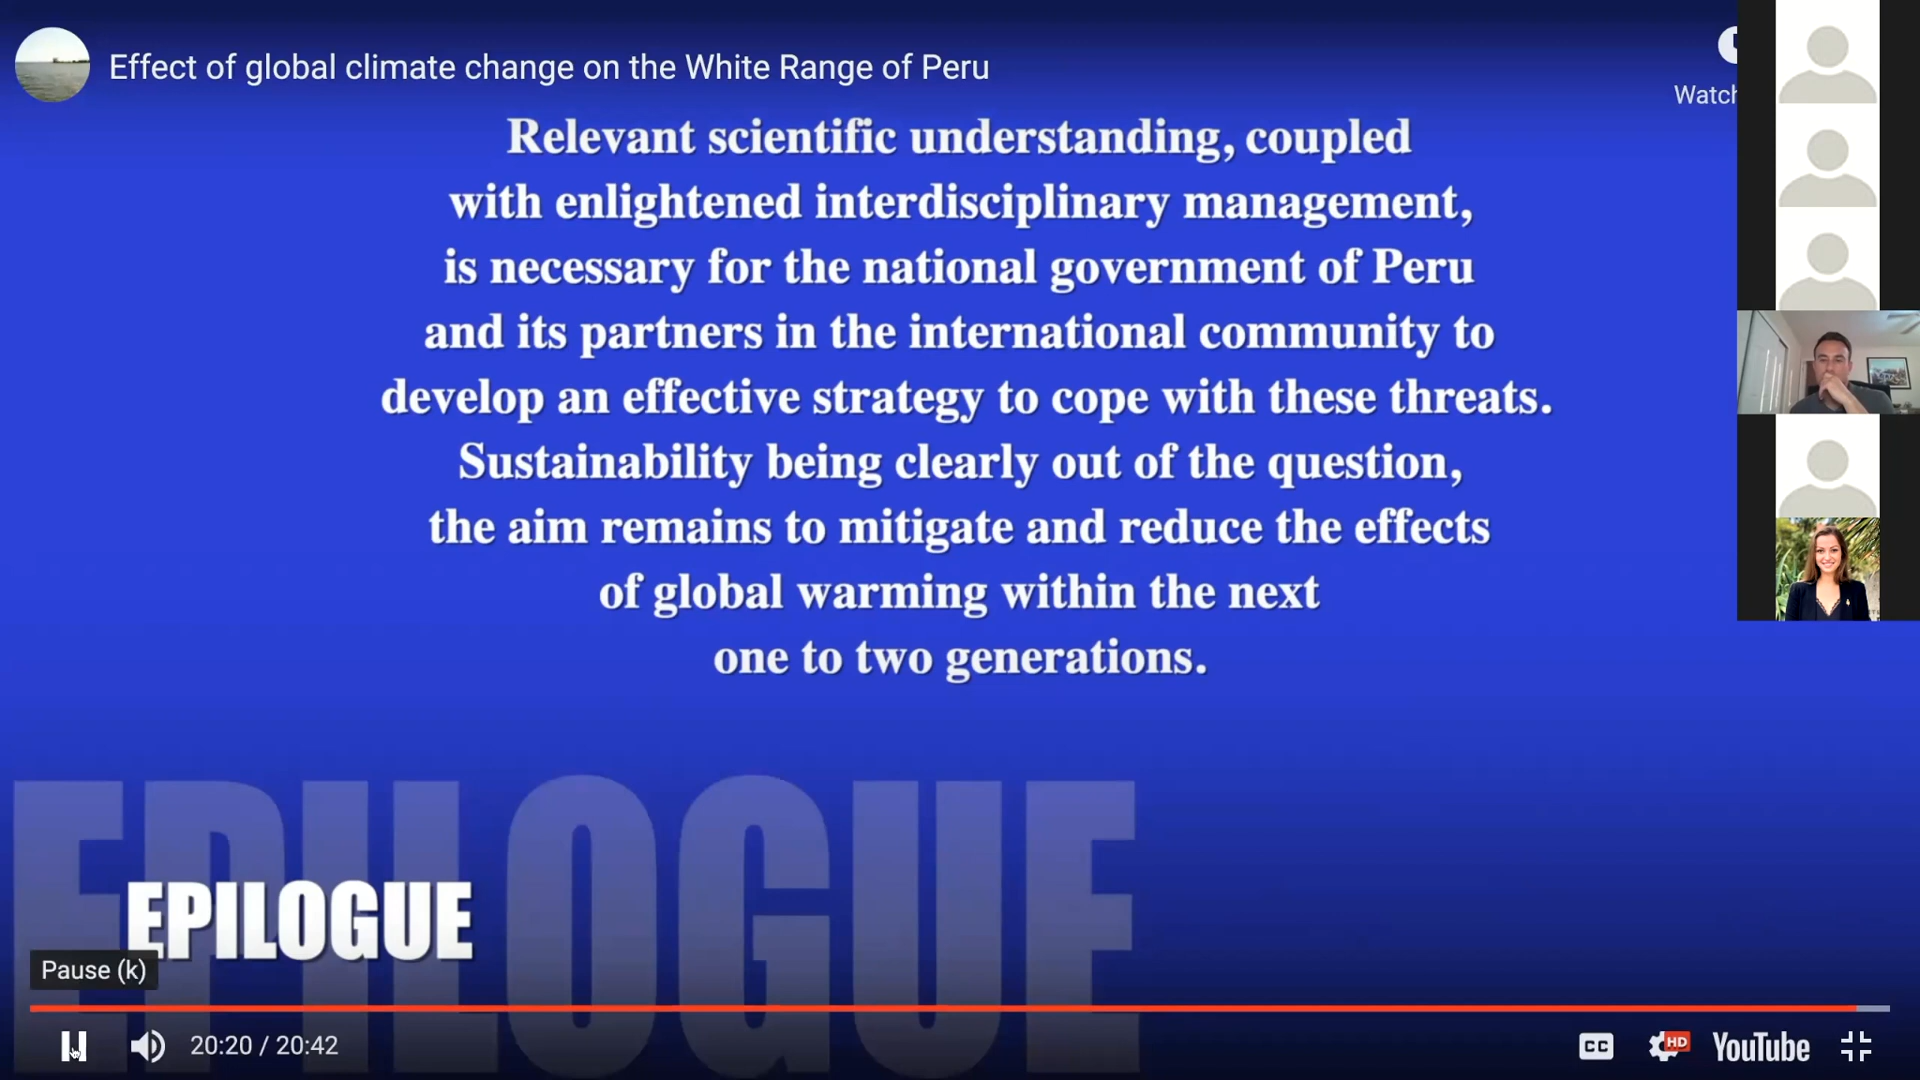 Effect of global climate change on the White Range of Peru
Watch
Relevant scientific understanding, coupled
with enlightened interdisciplinary management,
is necessary for the national government of Peru
and its partners in the international community to
develop an effective strategy to cope with these threats.
Sustainability being clearly out of the question,
the aim remains to mitigate and reduce the effects
of global warming within the next
one to two generations.
EPILOGUE
EPILOGUE
Pause (k)
20:20 / 20:42
CC
HD
YouTube